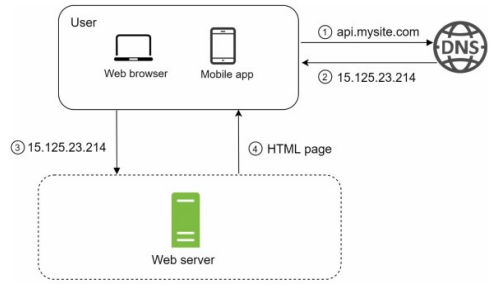 User
Web browser
Mobile app
① api.mysite.com
DNS
② 15.125.23.214
③ 15.125.23.214
④ HTML page
Web server